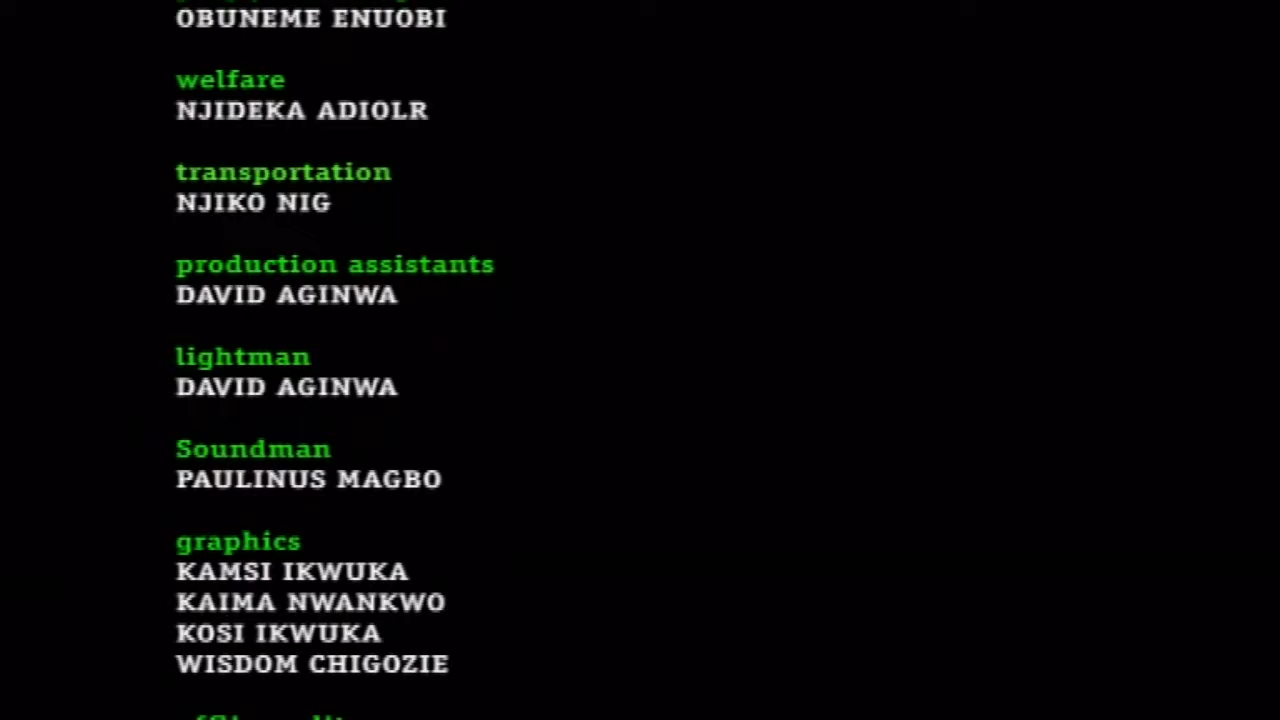 OBUNEME ENUOBI
welfare
NJIDEKA ADIOLR
transportation
NJIKO NIG
production assistants
DAVID AGINWA
lightman
DAVID AGINWA
Soundman
PAULINUS MAGBO
graphics
KAMSI IKWUKA
KAIMA NWANKWO
KOSI IKWUKA
WISDOM CHIGOZIE